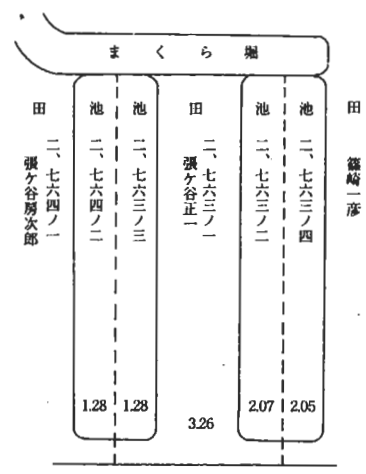 まくら堀
田 篠崎一彦
池 二、七六三ノ四
池 二、七六三ノ二
田 二、七六三ノ一
張ケ谷正一
池 二、七六三ノ三
池 二、七六四ノ二
田 二、七六四ノ一
張ケ谷房次郎
1.28
1.28
3.26
2.07
2.05